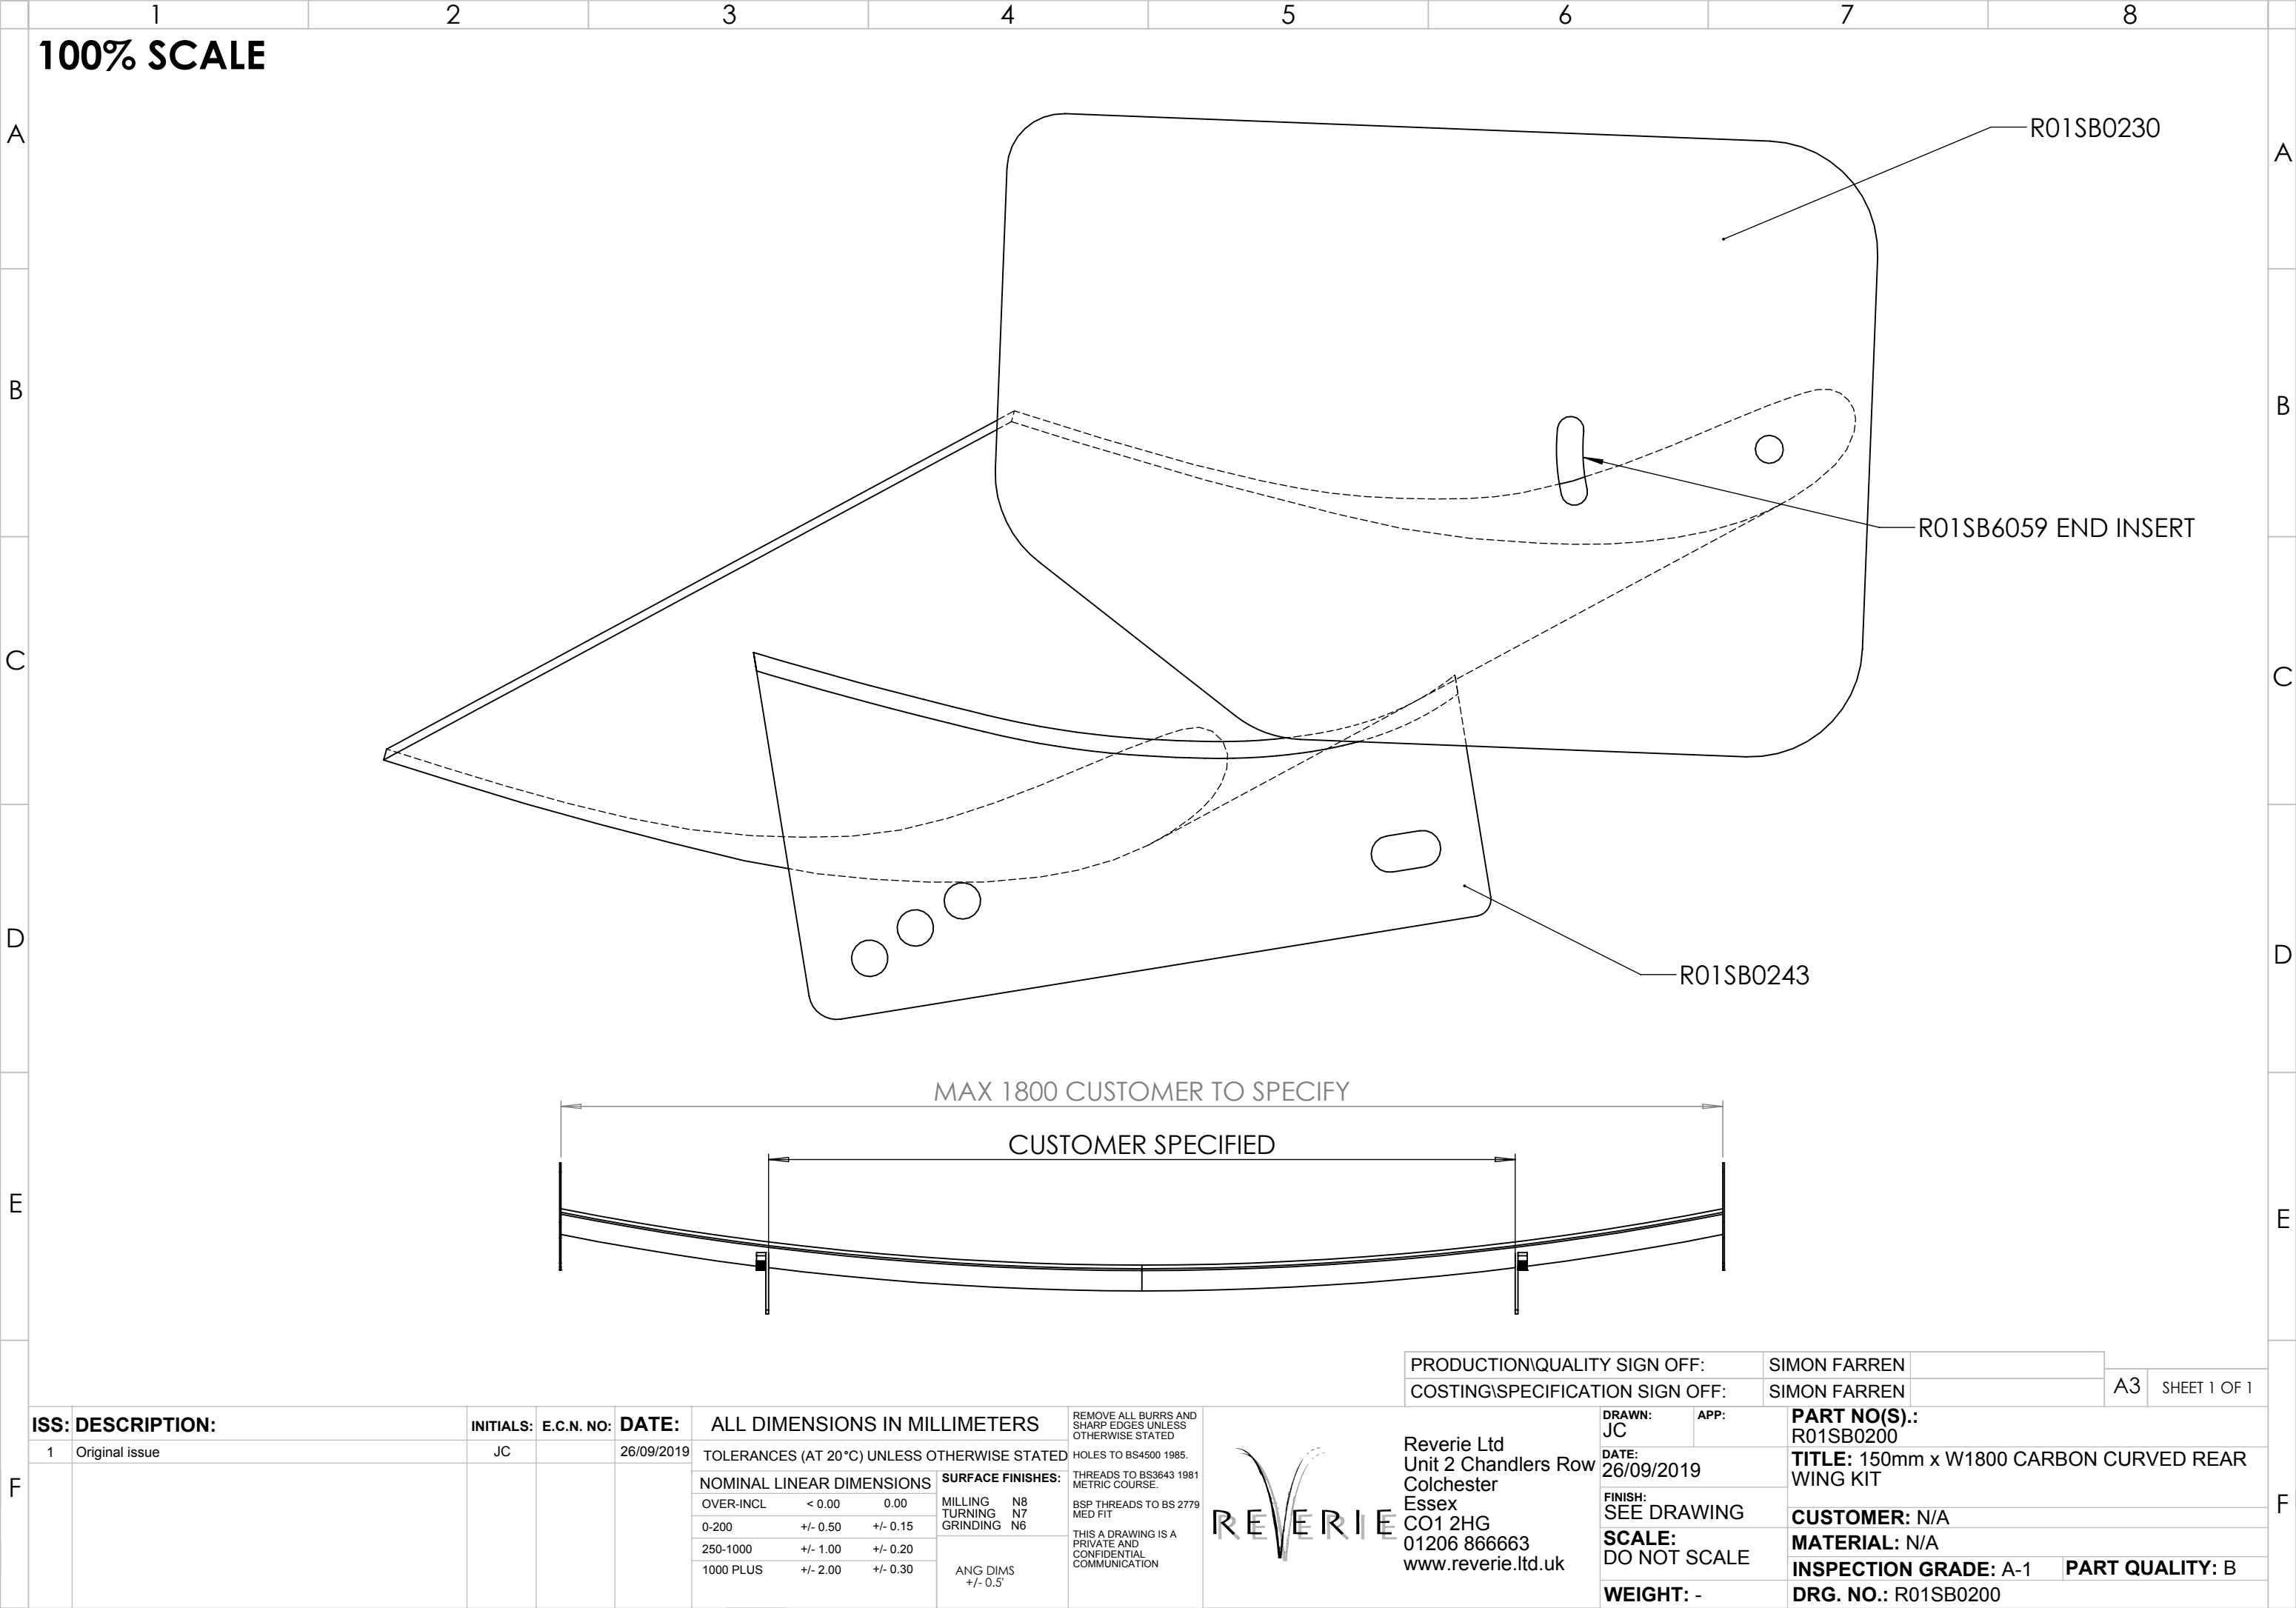 1 2 3 4 5 6 7 8
100% SCALE
A A
B B
C C
D D
E E
F F
R01SB0230
R01SB6059 END INSERT
R01SB0243
MAX 1800 CUSTOMER TO SPECIFY
CUSTOMER SPECIFIED
PRODUCTION\QUALITY SIGN OFF: SIMON FARREN
COSTING\SPECIFICATION SIGN OFF: SIMON FARREN
A3 SHEET 1 OF 1
ISS: DESCRIPTION: INITIALS: E.C.N. NO: DATE:
1 Original issue JC 26/09/2019
ALL DIMENSIONS IN MILLIMETERS
TOLERANCES (AT 20°C) UNLESS OTHERWISE STATED
NOMINAL LINEAR DIMENSIONS
OVER-INCL < 0.00 0.00
0-200 +/- 0.50 +/- 0.15
250-1000 +/- 1.00 +/- 0.20
1000 PLUS +/- 2.00 +/- 0.30
SURFACE FINISHES:
MILLING N8
TURNING N7
GRINDING N6
ANG DIMS
+/- 0.5'
REMOVE ALL BURRS AND
SHARP EDGES UNLESS
OTHERWISE STATED
HOLES TO BS4500 1985.
THREADS TO BS3643 1981
METRIC COURSE.
BSP THREADS TO BS 2779
MED FIT
THIS A DRAWING IS A
PRIVATE AND
CONFIDENTIAL
COMMUNICATION
REVERIE
Reverie Ltd
Unit 2 Chandlers Row
Colchester
Essex
CO1 2HG
01206 866663
www.reverie.ltd.uk
DRAWN: APP:
JC
DATE:
26/09/2019
FINISH:
SEE DRAWING
SCALE:
DO NOT SCALE
WEIGHT: -
PART NO(S).:
R01SB0200
TITLE: 150mm x W1800 CARBON CURVED REAR
WING KIT
CUSTOMER: N/A
MATERIAL: N/A
INSPECTION GRADE: A-1 PART QUALITY: B
DRG. NO.: R01SB0200